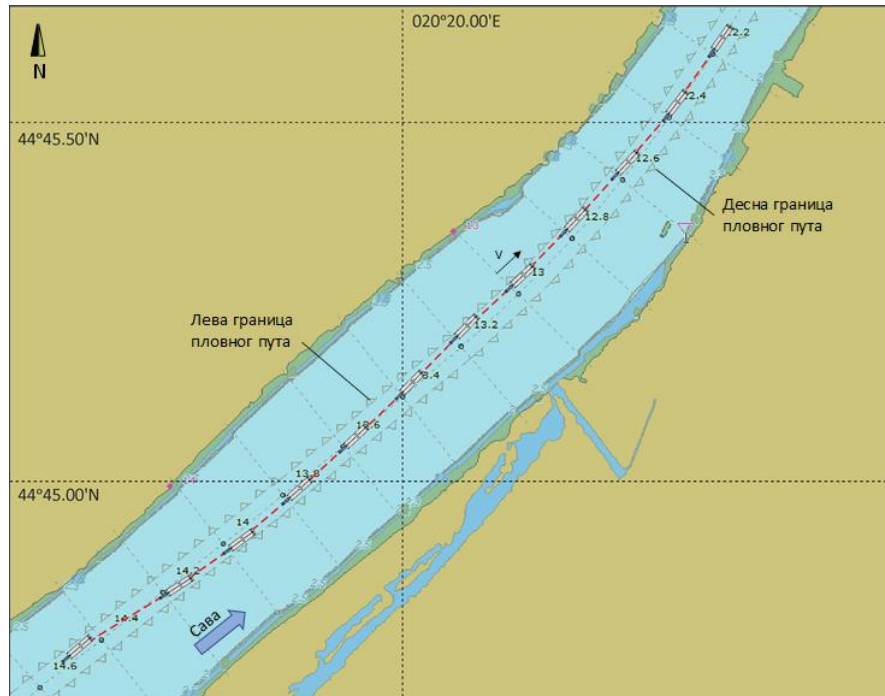 020°20.00'E
N
12.2
12.4
44°45.50'N
12.6
Десна граница
пловног пута
12.8
13
V
13
13.2
Лева граница
пловног пута
13.6
13.8
44°45.00'N
14
14.2
Сава
14.4
14.6